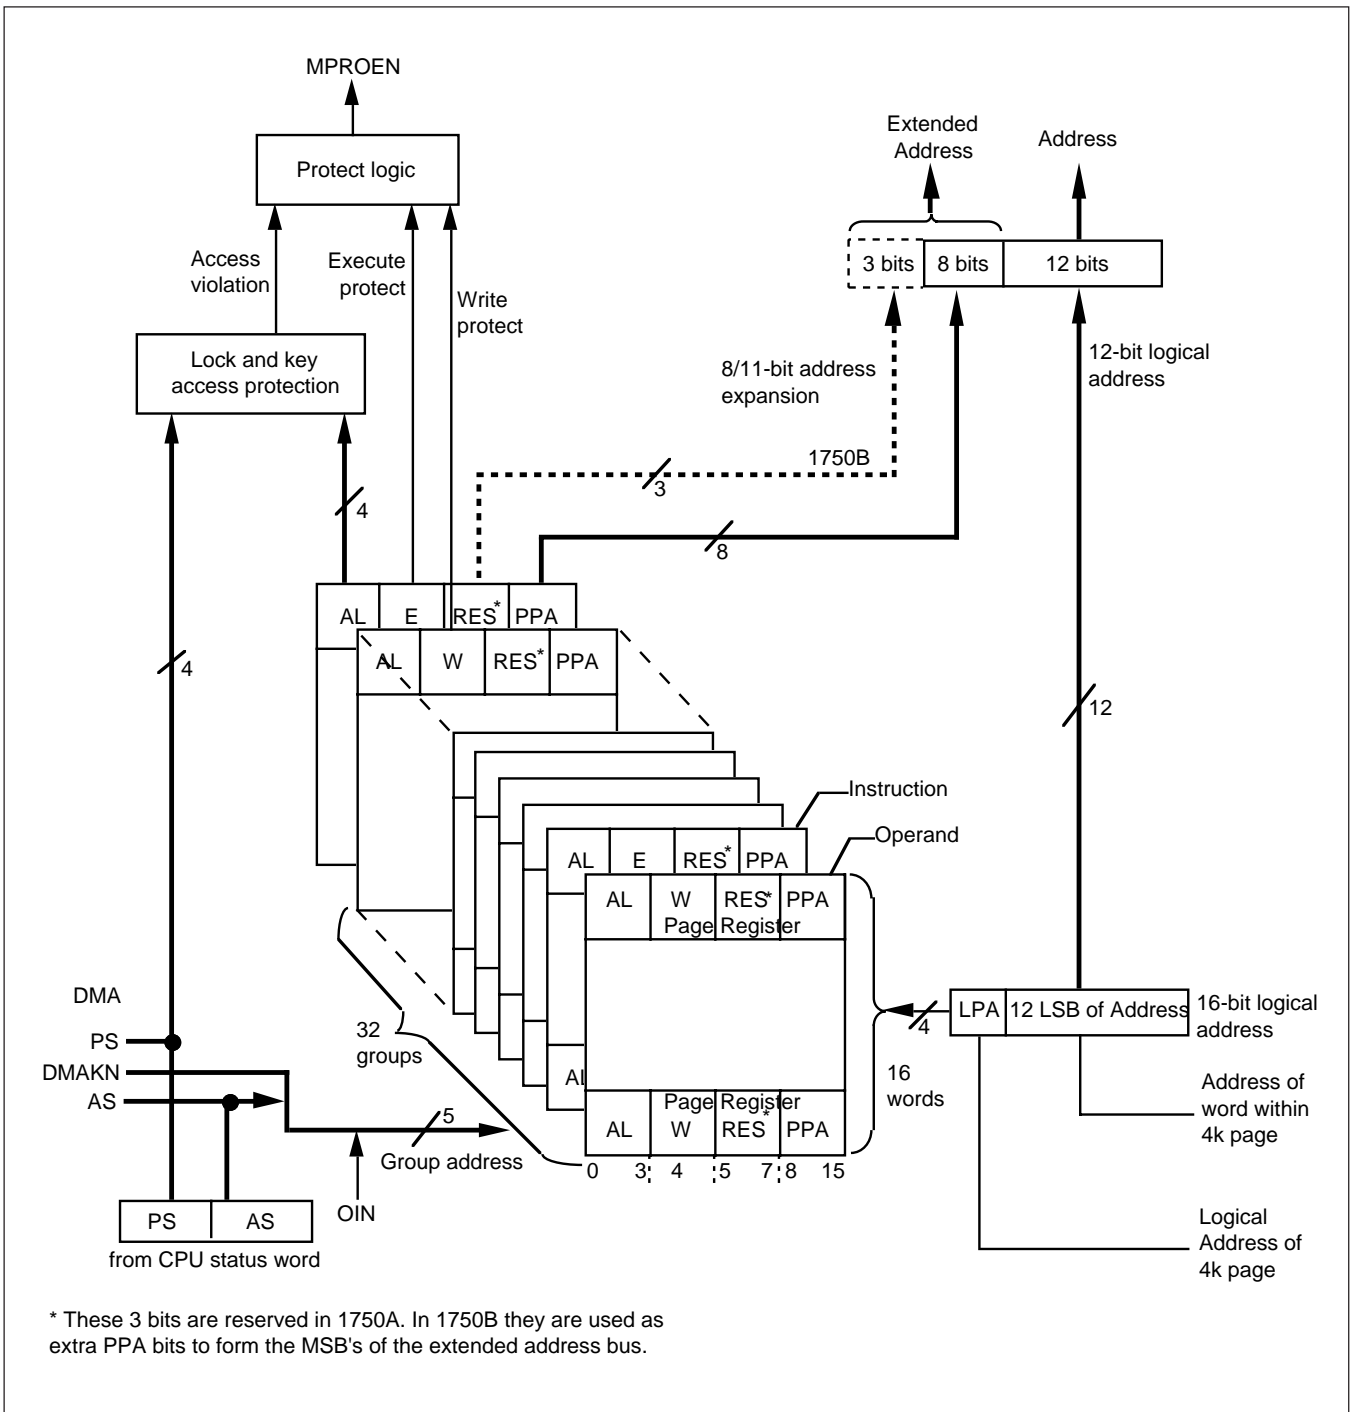 MPROEN
Protect logic
Extended
Address
Address
3 bits
8 bits
12 bits
Access
violation
Execute
protect
Write
protect
Lock and key
access protection
8/11-bit address
expansion
12-bit logical
address
1750B
3
4
8
AL E RES* PPA
4
AL W RES* PPA
12
Instruction
Operand
AL E RES* PPA
AL W RES* PPA
Page Register
DMA
PS
DMAKN
AS
32
groups
4
LPA
12 LSB of Address
16-bit logical
address
16
words
AL
Page Register
AL W RES* PPA
0 3 4 5 7 8 15
5
Group address
OIN
PS AS
from CPU status word
Address of
word within
4k page
Logical
Address of
4k page
* These 3 bits are reserved in 1750A. In 1750B they are used as
extra PPA bits to form the MSB's of the extended address bus.